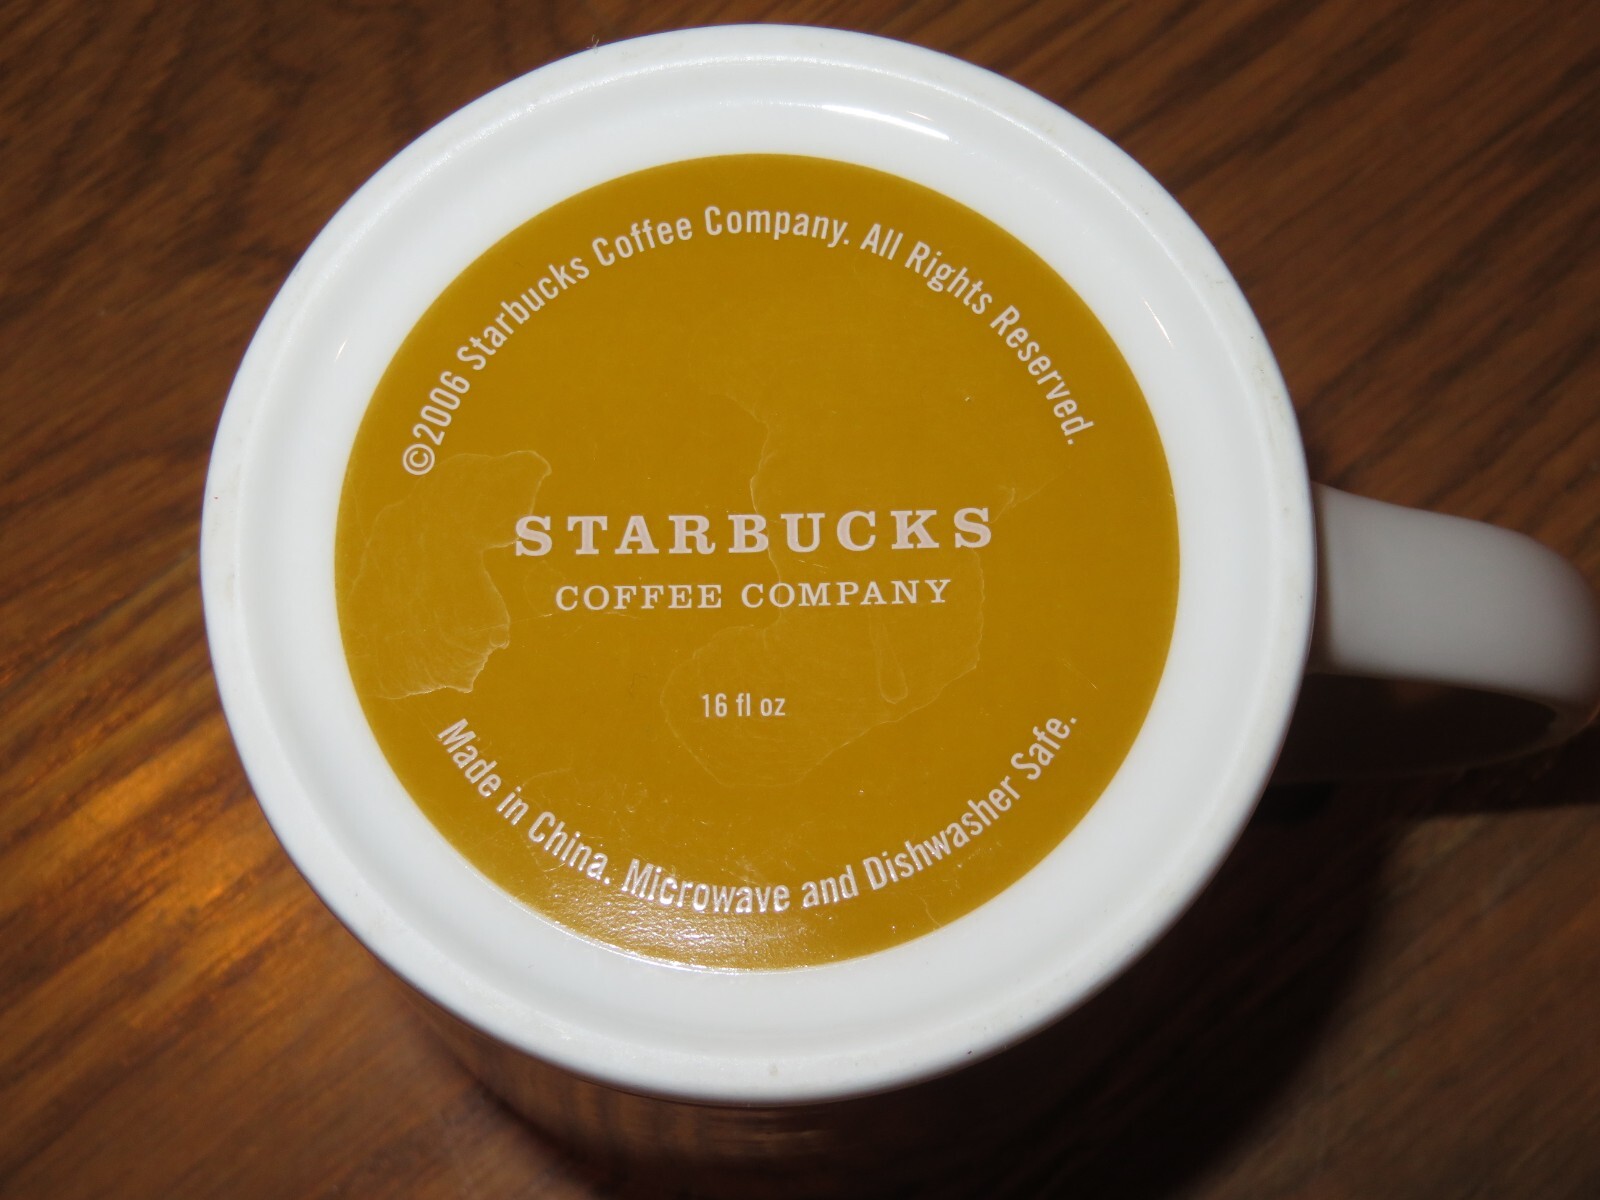 ©2006 Starbucks Coffee Company. All Rights Reserved.
STARBUCKS
COFFEE COMPANY
16 fl oz
Made in China. Microwave and Dishwasher Safe.